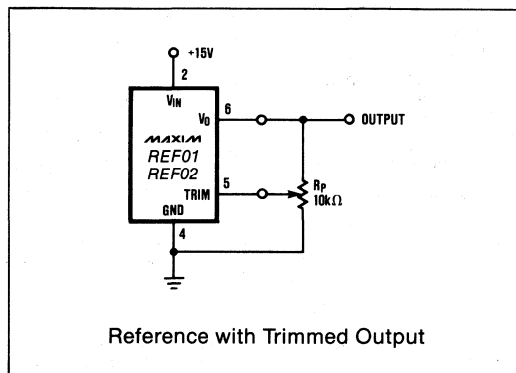 +15V
2
VIN
6
VO
OUTPUT
MAXIM
REF01
REF02
5
TRIM
RP
10kΩ
GND
4
Reference with Trimmed Output